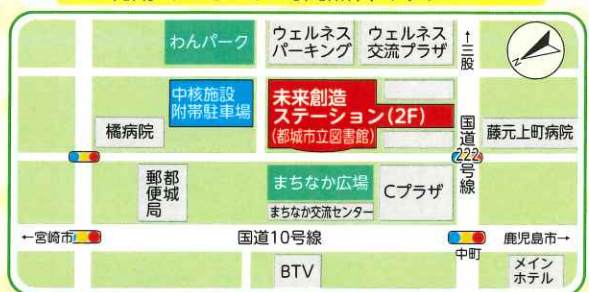 わんパーク
ウェルネス
パーキング
ウェルネス
交流プラザ
↑三股
中核施設
附帯駐車場
未来創造
ステーション(2F)
(都城市立図書館)
橘病院
国道222号線
藤元上町病院
都城
郵便局
まちなか広場
まちなか交流センター
Cプラザ
←宮崎市
国道10号線
中町
鹿児島市→
BTV
メイン
ホテル